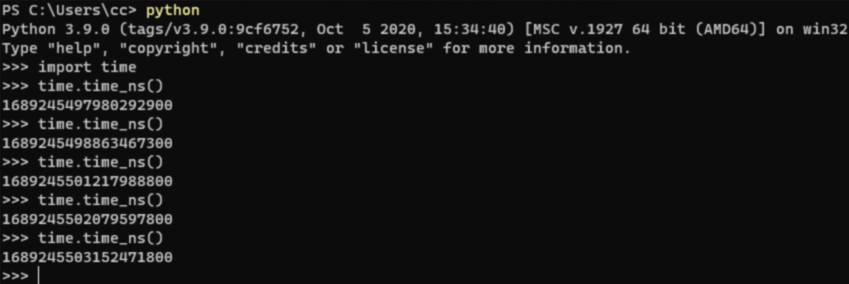 PS C:\Users\cc> python
Python 3.9.0 (tags/v3.9.0:9cf6752, Oct  5 2020, 15:34:40) [MSC v.1927 64 bit (AMD64)] on win32
Type "help", "copyright", "credits" or "license" for more information.
>>> import time
>>> time.time_ns()
1689245497980292900
>>> time.time_ns()
1689245498863467300
>>> time.time_ns()
1689245501217988800
>>> time.time_ns()
1689245502079597800
>>> time.time_ns()
1689245503152471800
>>>